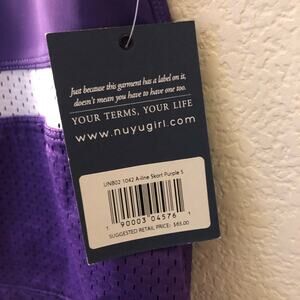 Just because this garment has a label on it,
doesn't mean you have to have one too.
YOUR TERMS, YOUR LIFE
www.nuyugirl.com
UNB02 1042 A-line Skort Purple S
1 90003 04576 1
SUGGESTED RETAIL PRICE: $65.00